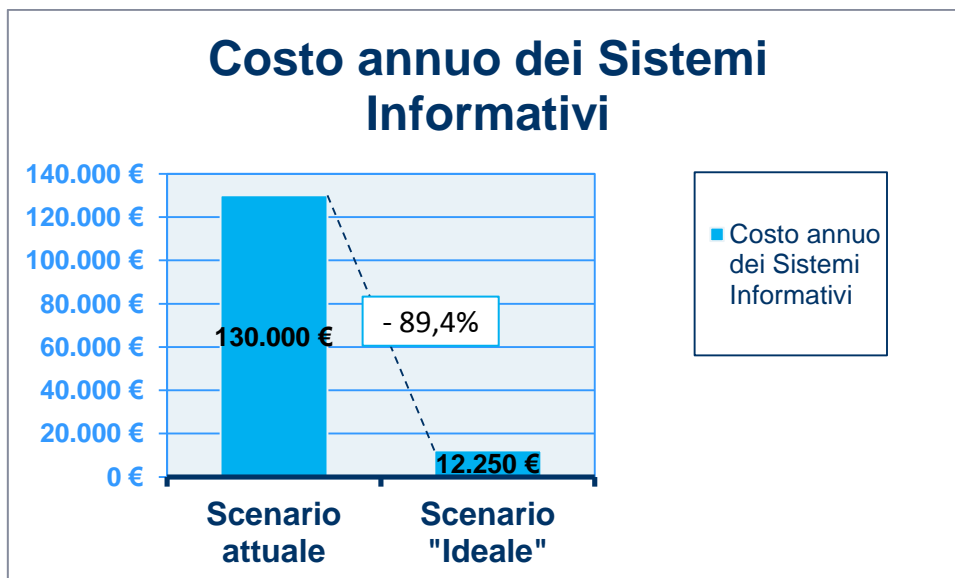 Costo annuo dei Sistemi
Informativi
140.000 €
120.000 €
100.000 €
80.000 €
60.000 €
40.000 €
20.000 €
0 €
130.000 €
- 89,4%
12.250 €
Scenario
attuale
Scenario
"Ideale"
Costo annuo
dei Sistemi
Informativi